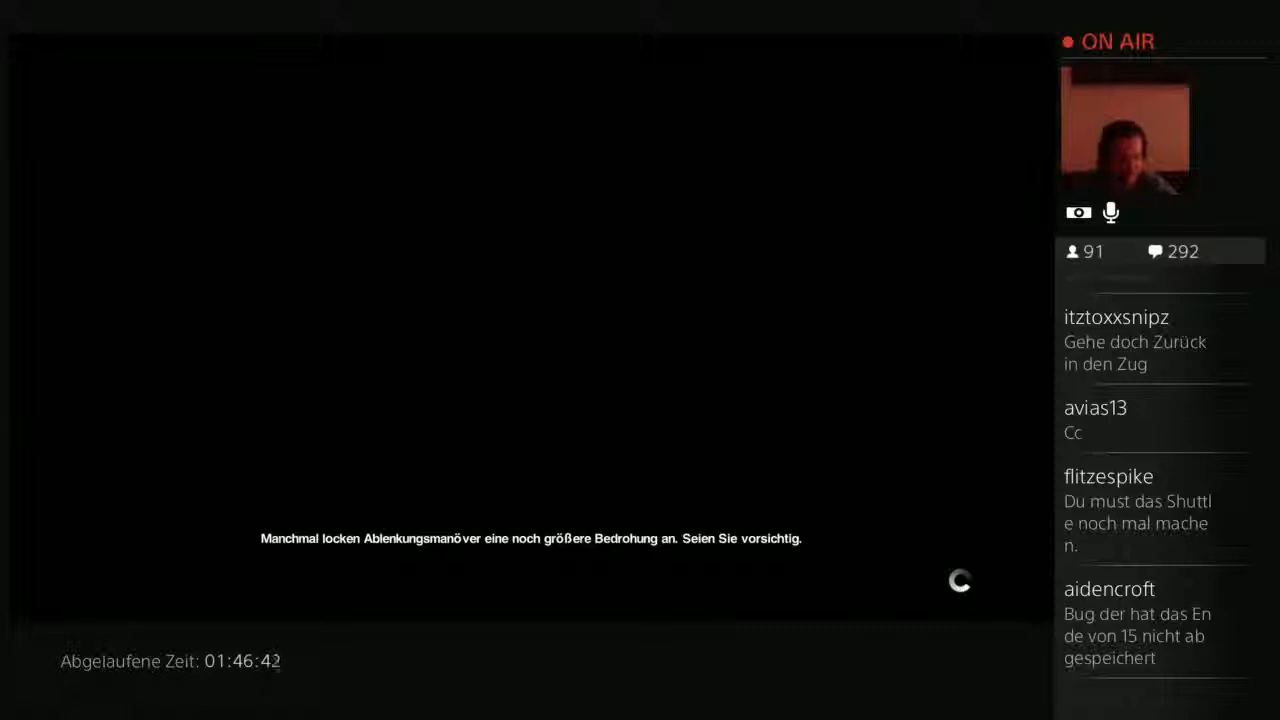 ON AIR
91 292
itztoxxsnipz
Gehe doch Zurück
in den Zug
avias13
Cc
flitzespike
Du must das Shuttl
e noch mal mache
n.
aidencroft
Bug der hat das En
de von 15 nicht ab
gespeichert
Manchmal locken Ablenkungsmanöver eine noch größere Bedrohung an. Seien Sie vorsichtig.
Abgelaufene Zeit: 01:46:42